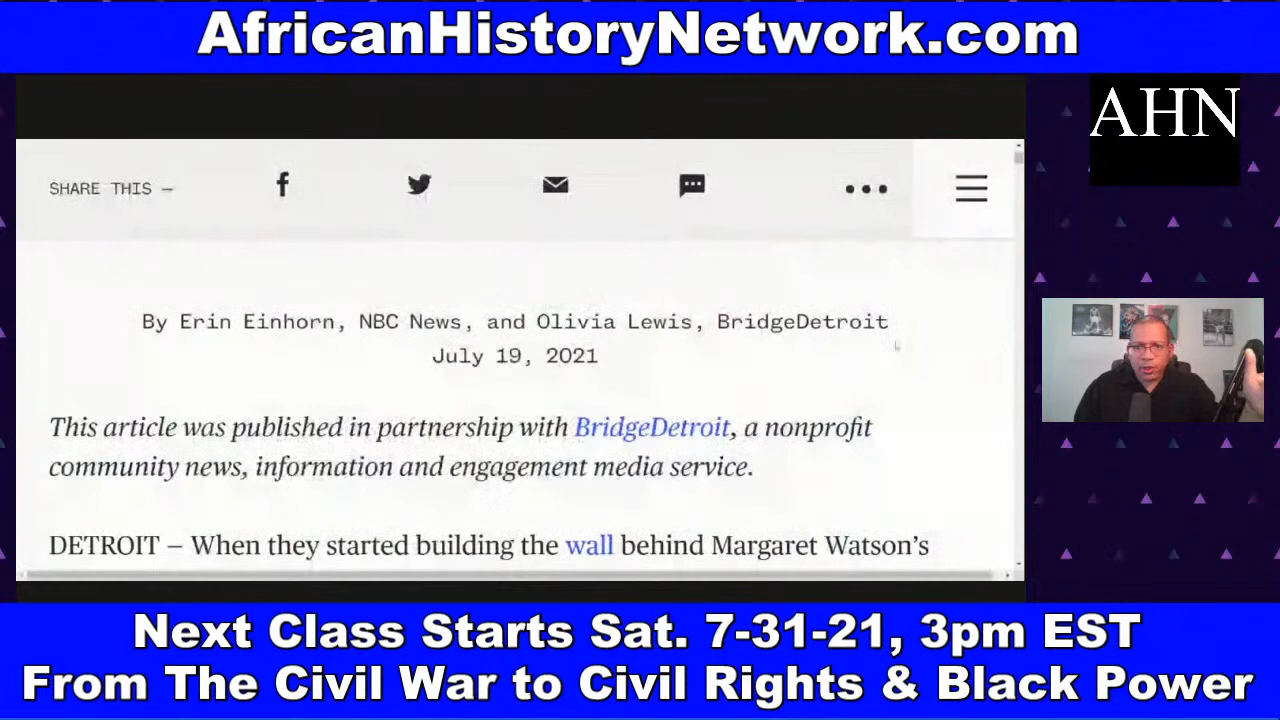 AfricanHistoryNetwork.com
AHN
SHARE THIS —
By Erin Einhorn, NBC News, and Olivia Lewis, BridgeDetroit
July 19, 2021
This article was published in partnership with BridgeDetroit, a nonprofit
community news, information and engagement media service.
DETROIT — When they started building the wall behind Margaret Watson’s
Next Class Starts Sat. 7-31-21, 3pm EST
From The Civil War to Civil Rights & Black Power